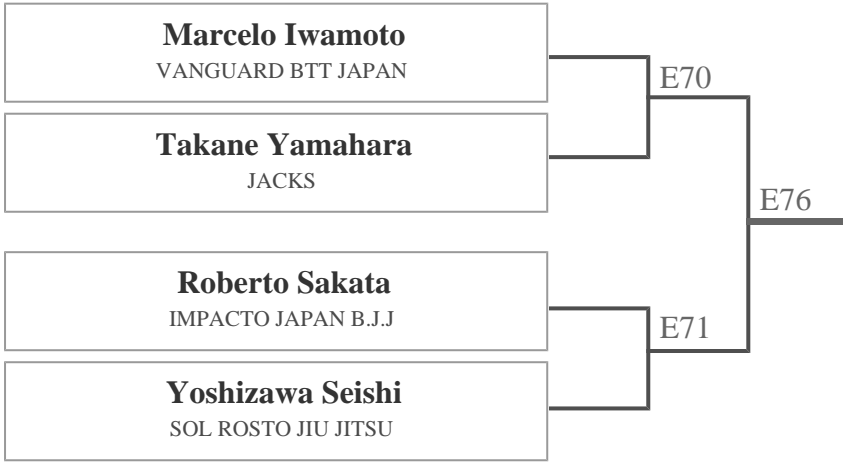 Marcelo Iwamoto
VANGUARD BTT JAPAN
E70
Takane Yamahara
JACKS
E76
Roberto Sakata
IMPACTO JAPAN B.J.J
E71
Yoshizawa Seishi
SOL ROSTO JIU JITSU